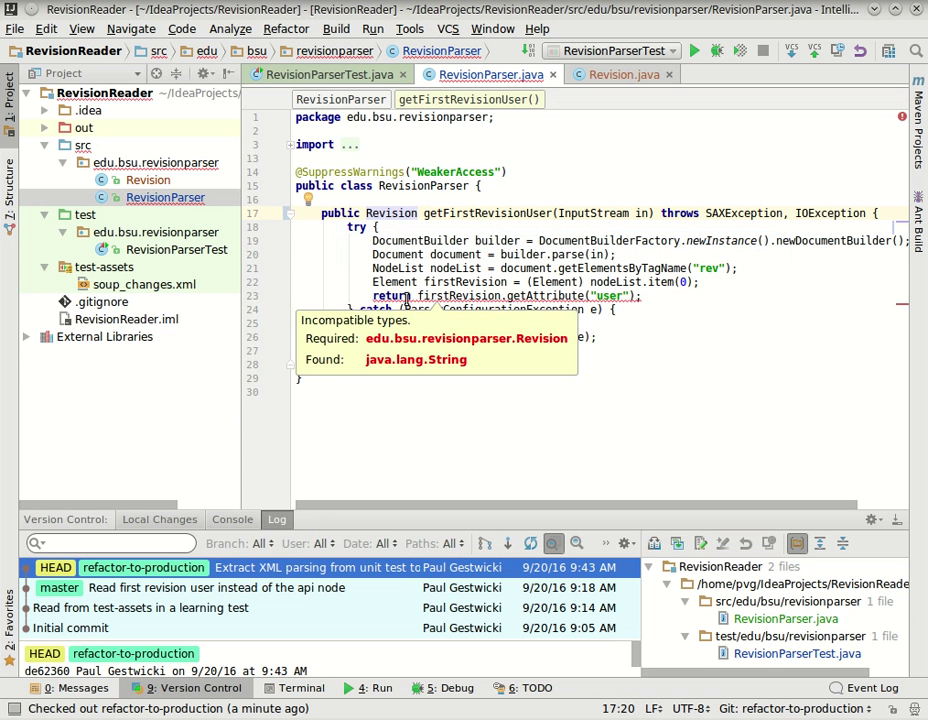 RevisionReader - [~/IdeaProjects/RevisionReader] - [RevisionReader] - ~/IdeaProjects/RevisionReader/src/edu/bsu/revisionparser/RevisionParser.java - Intelli...
File Edit View Navigate Code Analyze Refactor Build Run Tools VCS Window Help
RevisionReader src edu bsu revisionparser RevisionParser RevisionParserTest VCS VCS
Project RevisionParserTest.java RevisionParser.java Revision.java
RevisionParser getFirstRevisionUser()
1: Project
7: Structure
2: Favorites
RevisionReader ~/IdeaProjects/
.idea
out
src
edu.bsu.revisionparser
Revision
RevisionParser
test
edu.bsu.revisionparser
RevisionParserTest
test-assets
soup_changes.xml
.gitignore
RevisionReader.iml
External Libraries
1 package edu.bsu.revisionparser;
2
3 import ...
13
14 @SuppressWarnings("WeakerAccess")
15 public class RevisionParser {
16
17 public Revision getFirstRevisionUser(InputStream in) throws SAXException, IOException {
18 try {
19 DocumentBuilder builder = DocumentBuilderFactory.newInstance().newDocumentBuilder();
20 Document document = builder.parse(in);
21 NodeList nodeList = document.getElementsByTagName("rev");
22 Element firstRevision = (Element) nodeList.item(0);
23 return firstRevision.getAttribute("user");
24 } catch (ParserConfigurationException e) {
25
26 e);
27
28
29 }
30
Incompatible types.
Required: edu.bsu.revisionparser.Revision
Found: java.lang.String
Maven Projects
Ant Build
Version Control: Local Changes Console Log
Branch: All User: All Date: All Paths: All
HEAD refactor-to-production Extract XML parsing from unit test to Paul Gestwicki 9/20/16 9:43 AM
master Read first revision user instead of the api node Paul Gestwicki 9/20/16 9:18 AM
Read from test-assets in a learning test Paul Gestwicki 9/20/16 9:14 AM
Initial commit Paul Gestwicki 9/20/16 9:05 AM
HEAD refactor-to-production
de62360 Paul Gestwicki on 9/20/16 at 9:43 AM
RevisionReader 2 files
/home/pvg/IdeaProjects/RevisionReade
src/edu/bsu/revisionparser 1 file
RevisionParser.java
test/edu/bsu/revisionparser 1 file
RevisionParserTest.java
0: Messages 9: Version Control Terminal 4: Run 5: Debug 6: TODO Event Log
Checked out refactor-to-production (a minute ago) 17:20 LF UTF-8 Git: refactor-to-production